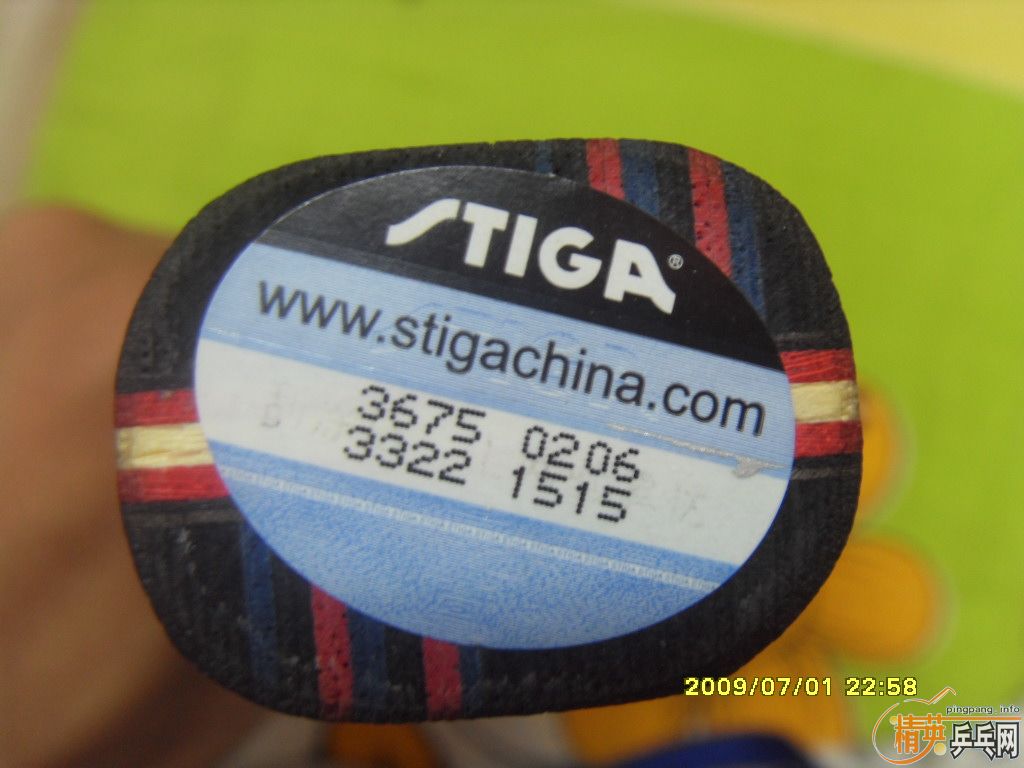 STIGA®
www.stigachina.com
3675 0206
3322 1515
2009/07/01 22:58
pingpang.info
精英乒乓网